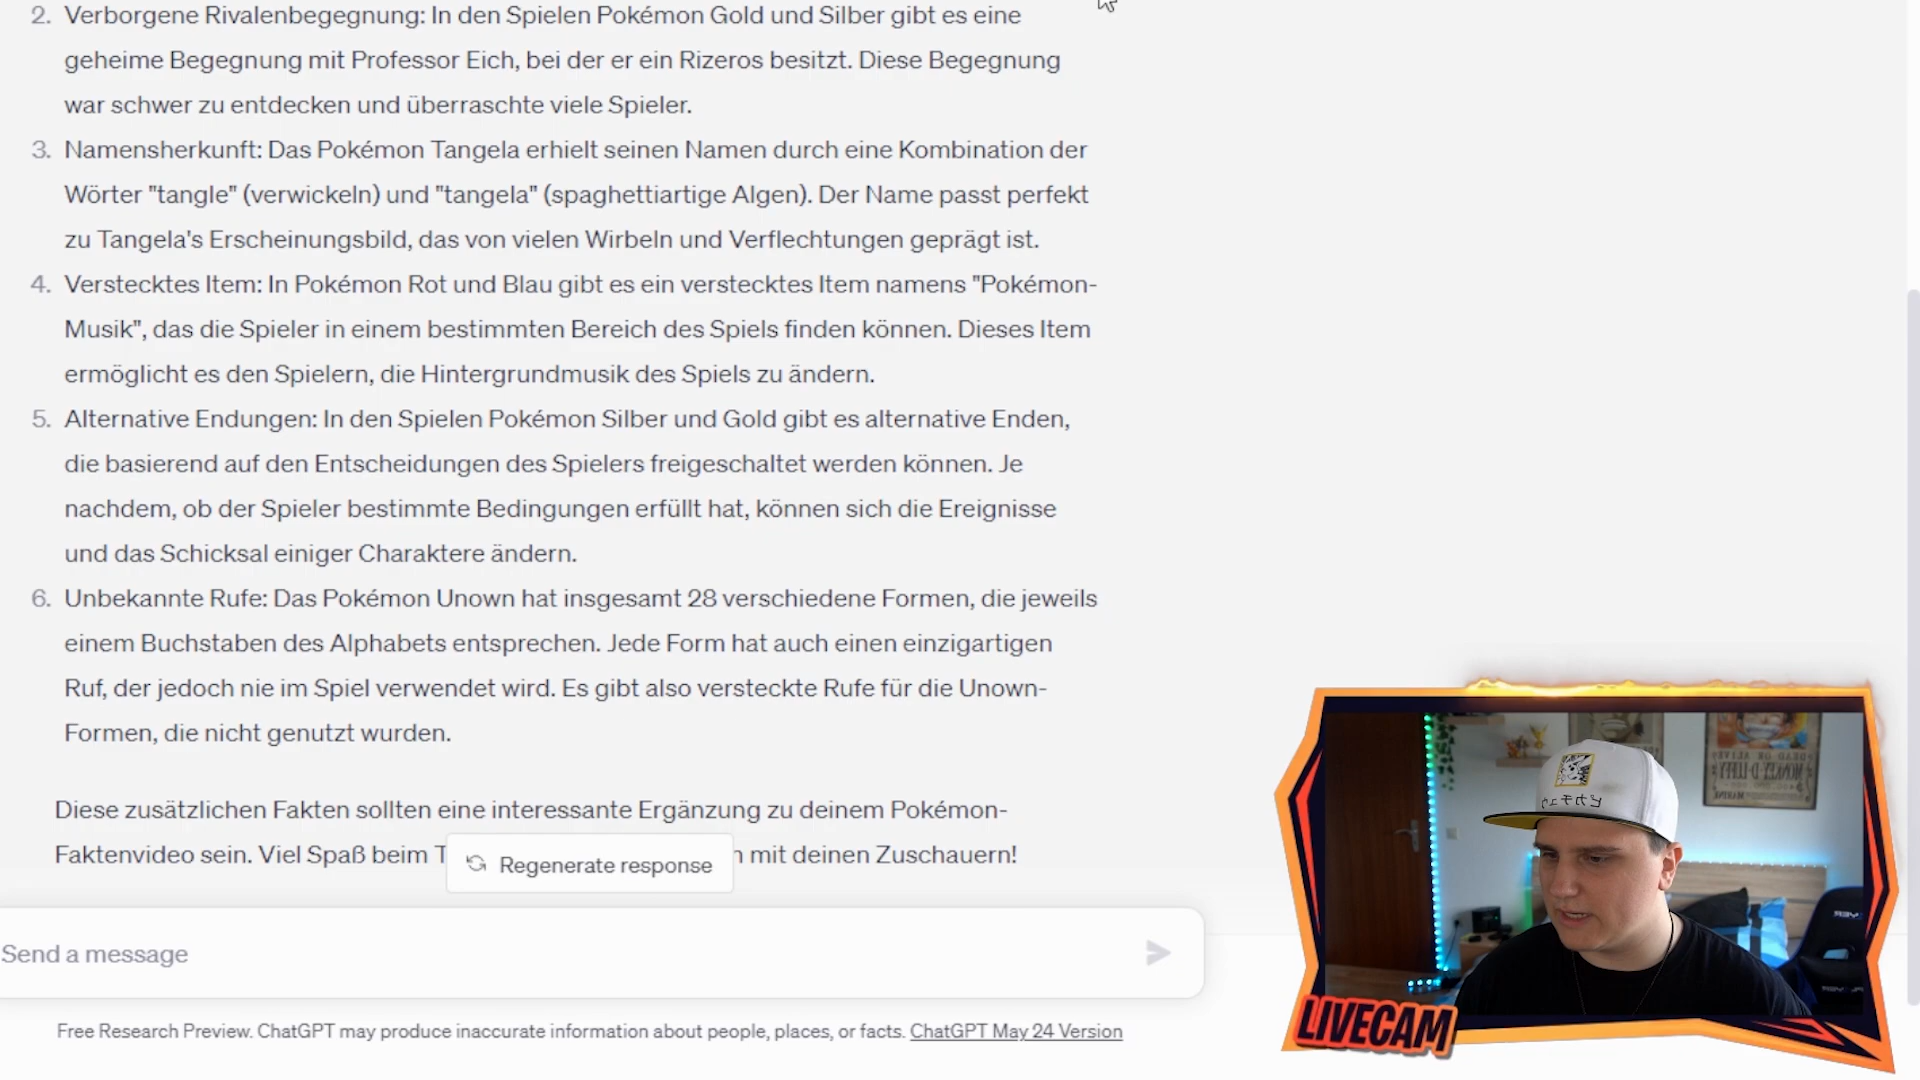 2. Verborgene Rivalenbegegnung: In den Spielen Pokémon Gold und Silber gibt es eine
geheime Begegnung mit Professor Eich, bei der er ein Rizeros besitzt. Diese Begegnung
war schwer zu entdecken und überraschte viele Spieler.
3. Namensherkunft: Das Pokémon Tangela erhielt seinen Namen durch eine Kombination der
Wörter "tangle" (verwickeln) und "tangela" (spaghettiartige Algen). Der Name passt perfekt
zu Tangela's Erscheinungsbild, das von vielen Wirbeln und Verflechtungen geprägt ist.
4. Verstecktes Item: In Pokémon Rot und Blau gibt es ein verstecktes Item namens "Pokémon-
Musik", das die Spieler in einem bestimmten Bereich des Spiels finden können. Dieses Item
ermöglicht es den Spielern, die Hintergrundmusik des Spiels zu ändern.
5. Alternative Endungen: In den Spielen Pokémon Silber und Gold gibt es alternative Enden,
die basierend auf den Entscheidungen des Spielers freigeschaltet werden können. Je
nachdem, ob der Spieler bestimmte Bedingungen erfüllt hat, können sich die Ereignisse
und das Schicksal einiger Charaktere ändern.
6. Unbekannte Rufe: Das Pokémon Unown hat insgesamt 28 verschiedene Formen, die jeweils
einem Buchstaben des Alphabets entsprechen. Jede Form hat auch einen einzigartigen
Ruf, der jedoch nie im Spiel verwendet wird. Es gibt also versteckte Rufe für die Unown-
Formen, die nicht genutzt wurden.
Diese zusätzlichen Fakten sollten eine interessante Ergänzung zu deinem Pokémon-
Faktenvideo sein. Viel Spaß beim mit deinen Zuschauern!
Regenerate response
Send a message
Free Research Preview. ChatGPT may produce inaccurate information about people, places, or facts. ChatGPT May 24 Version
DEAD OR ALIVE
MONKEY D. LUFFY
ピカチュウ
LIVECAM